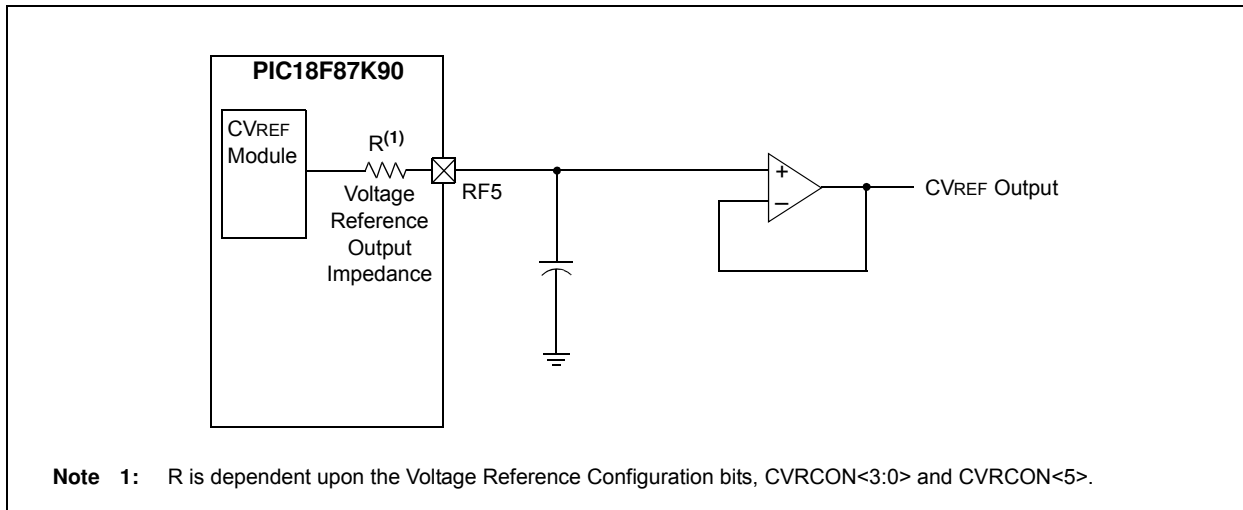 PIC18F87K90
CVREF
Module
R(1)
Voltage
Reference
Output
Impedance
RF5
+
–
CVREF Output
Note 1: R is dependent upon the Voltage Reference Configuration bits, CVRCON<3:0> and CVRCON<5>.